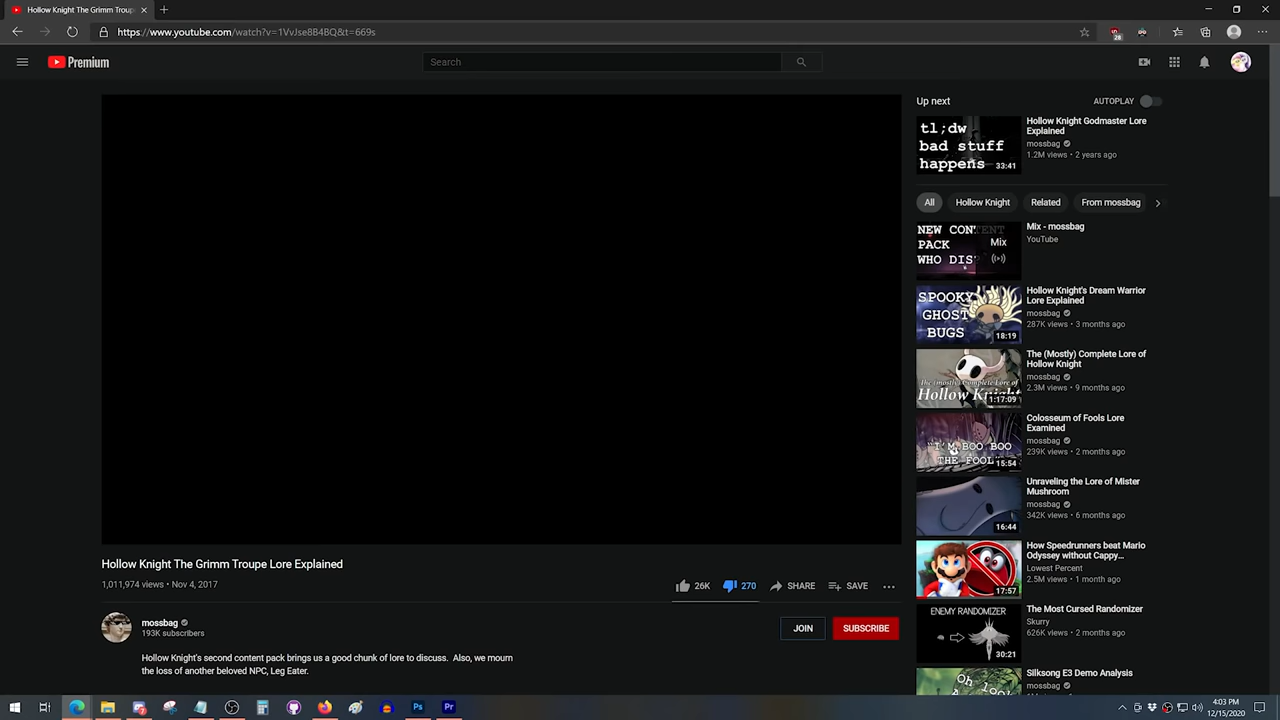 Hollow Knight The Grimm Troup
https://www.youtube.com/watch?v=1VvJse8B4BQ&t=669s
28
Premium
Search
Up next
AUTOPLAY
tl;dw
bad stuff
happens
33:41
Hollow Knight Godmaster Lore
Explained
mossbag
1.2M views • 2 years ago
All
Hollow Knight
Related
From mossbag
NEW CONTENT
PACK
WHO DIS
Mix
Mix - mossbag
YouTube
SPOOKY
GHOST
BUGS
18:19
Hollow Knight's Dream Warrior
Lore Explained
mossbag
287K views • 3 months ago
The (mostly) Complete Lore of
Hollow Knight
1:17:09
The (Mostly) Complete Lore of
Hollow Knight
mossbag
2.3M views • 9 months ago
"I'M BOO BOO
THE FOOL"
15:54
Colosseum of Fools Lore
Examined
mossbag
239K views • 2 months ago
16:44
Unraveling the Lore of Mister
Mushroom
mossbag
342K views • 6 months ago
17:57
How Speedrunners beat Mario
Odyssey without Cappy...
Lowest Percent
2.5M views • 1 month ago
ENEMY RANDOMIZER
30:21
The Most Cursed Randomizer
Skurry
626K views • 2 months ago
Oh, look
Silksong E3 Demo Analysis
mossbag
Hollow Knight The Grimm Troupe Lore Explained
1,011,974 views • Nov 4, 2017
26K
270
SHARE
SAVE
mossbag
193K subscribers
JOIN
SUBSCRIBE
Hollow Knight's second content pack brings us a good chunk of lore to discuss. Also, we mourn
the loss of another beloved NPC, Leg Eater.
Ps
Pr
4:03 PM
12/15/2020